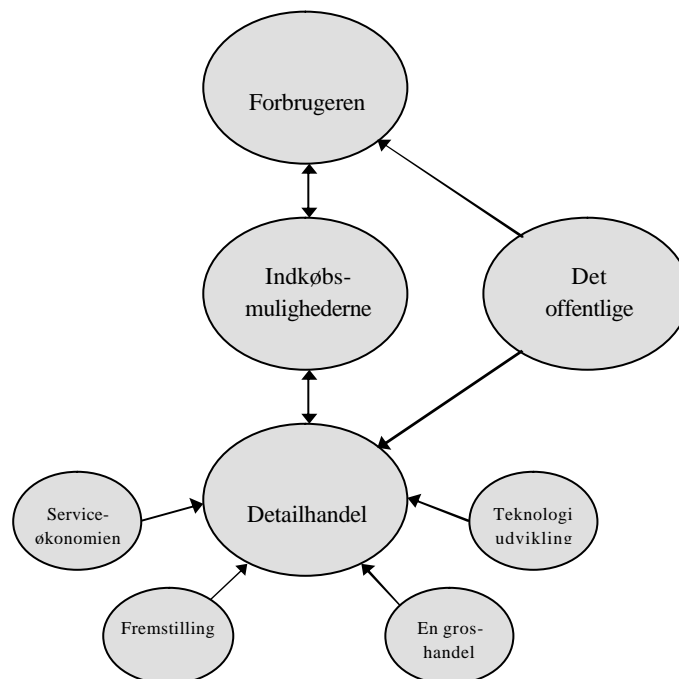 Forbrugeren
Indkøbs-
mulighederne
Det
offentlige
Detailhandel
Service-
økonomien
Teknologi
udvikling
Fremstilling
En gros-
handel